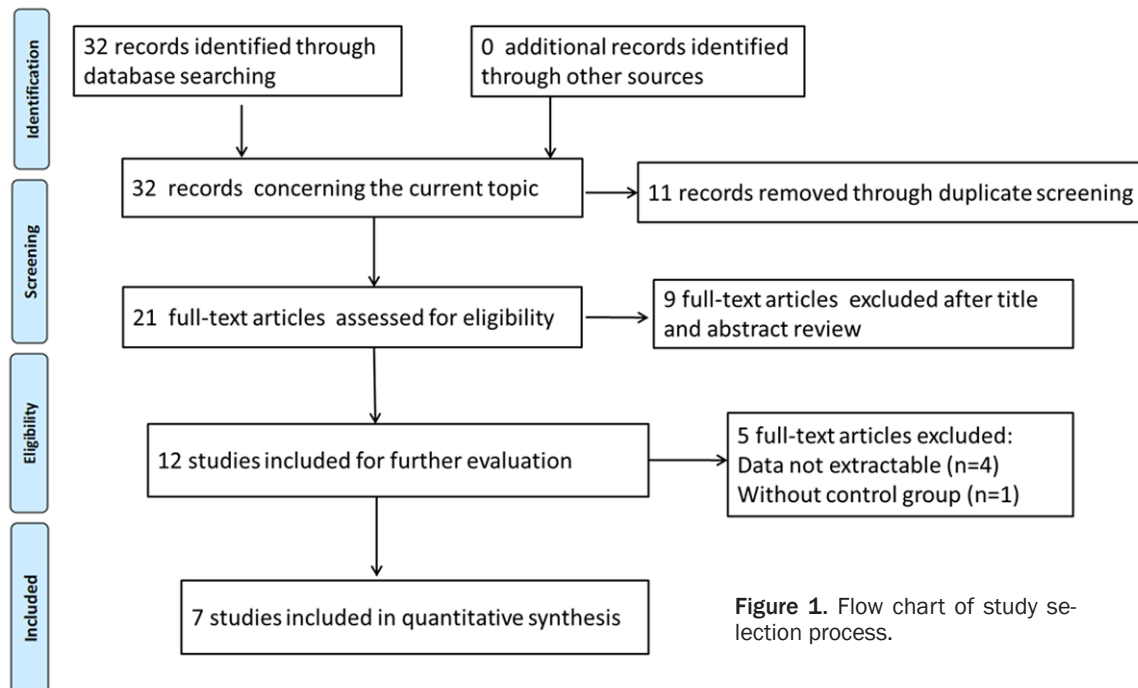 Identification
32 records identified through
database searching
0 additional records identified
through other sources
32 records concerning the current topic
11 records removed through duplicate screening
Screening
21 full-text articles assessed for eligibility
9 full-text articles excluded after title
and abstract review
Eligibility
12 studies included for further evaluation
5 full-text articles excluded:
Data not extractable (n=4)
Without control group (n=1)
Included
7 studies included in quantitative synthesis
Figure 1. Flow chart of study se-
lection process.